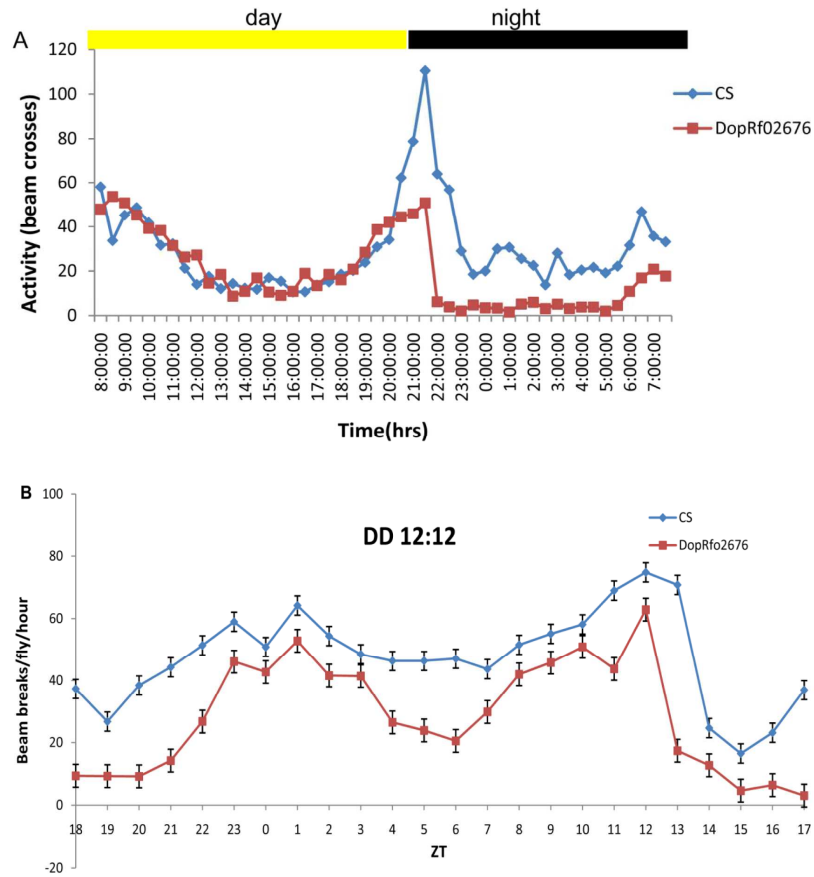 day night
A
120
100
80
60
40
20
0
Activity (beam crosses)
CS
DopRf02676
8:00:00
9:00:00
10:00:00
11:00:00
12:00:00
13:00:00
14:00:00
15:00:00
16:00:00
17:00:00
18:00:00
19:00:00
20:00:00
21:00:00
22:00:00
23:00:00
0:00:00
1:00:00
2:00:00
3:00:00
4:00:00
5:00:00
6:00:00
7:00:00
Time(hrs)
B
100
80
60
40
20
0
-20
Beam breaks/fly/hour
DD 12:12
CS
DopRfo2676
18 19 20 21 22 23 0 1 2 3 4 5 6 7 8 9 10 11 12 13 14 15 16 17
ZT